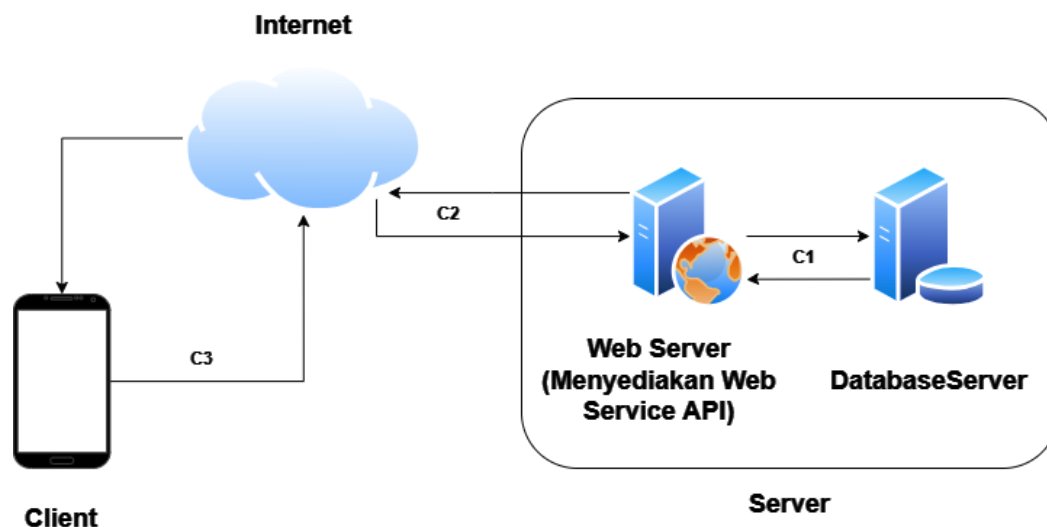 Internet
C2
C1
C3
Web Server
(Menyediakan Web
Service API)
DatabaseServer
Server
Client